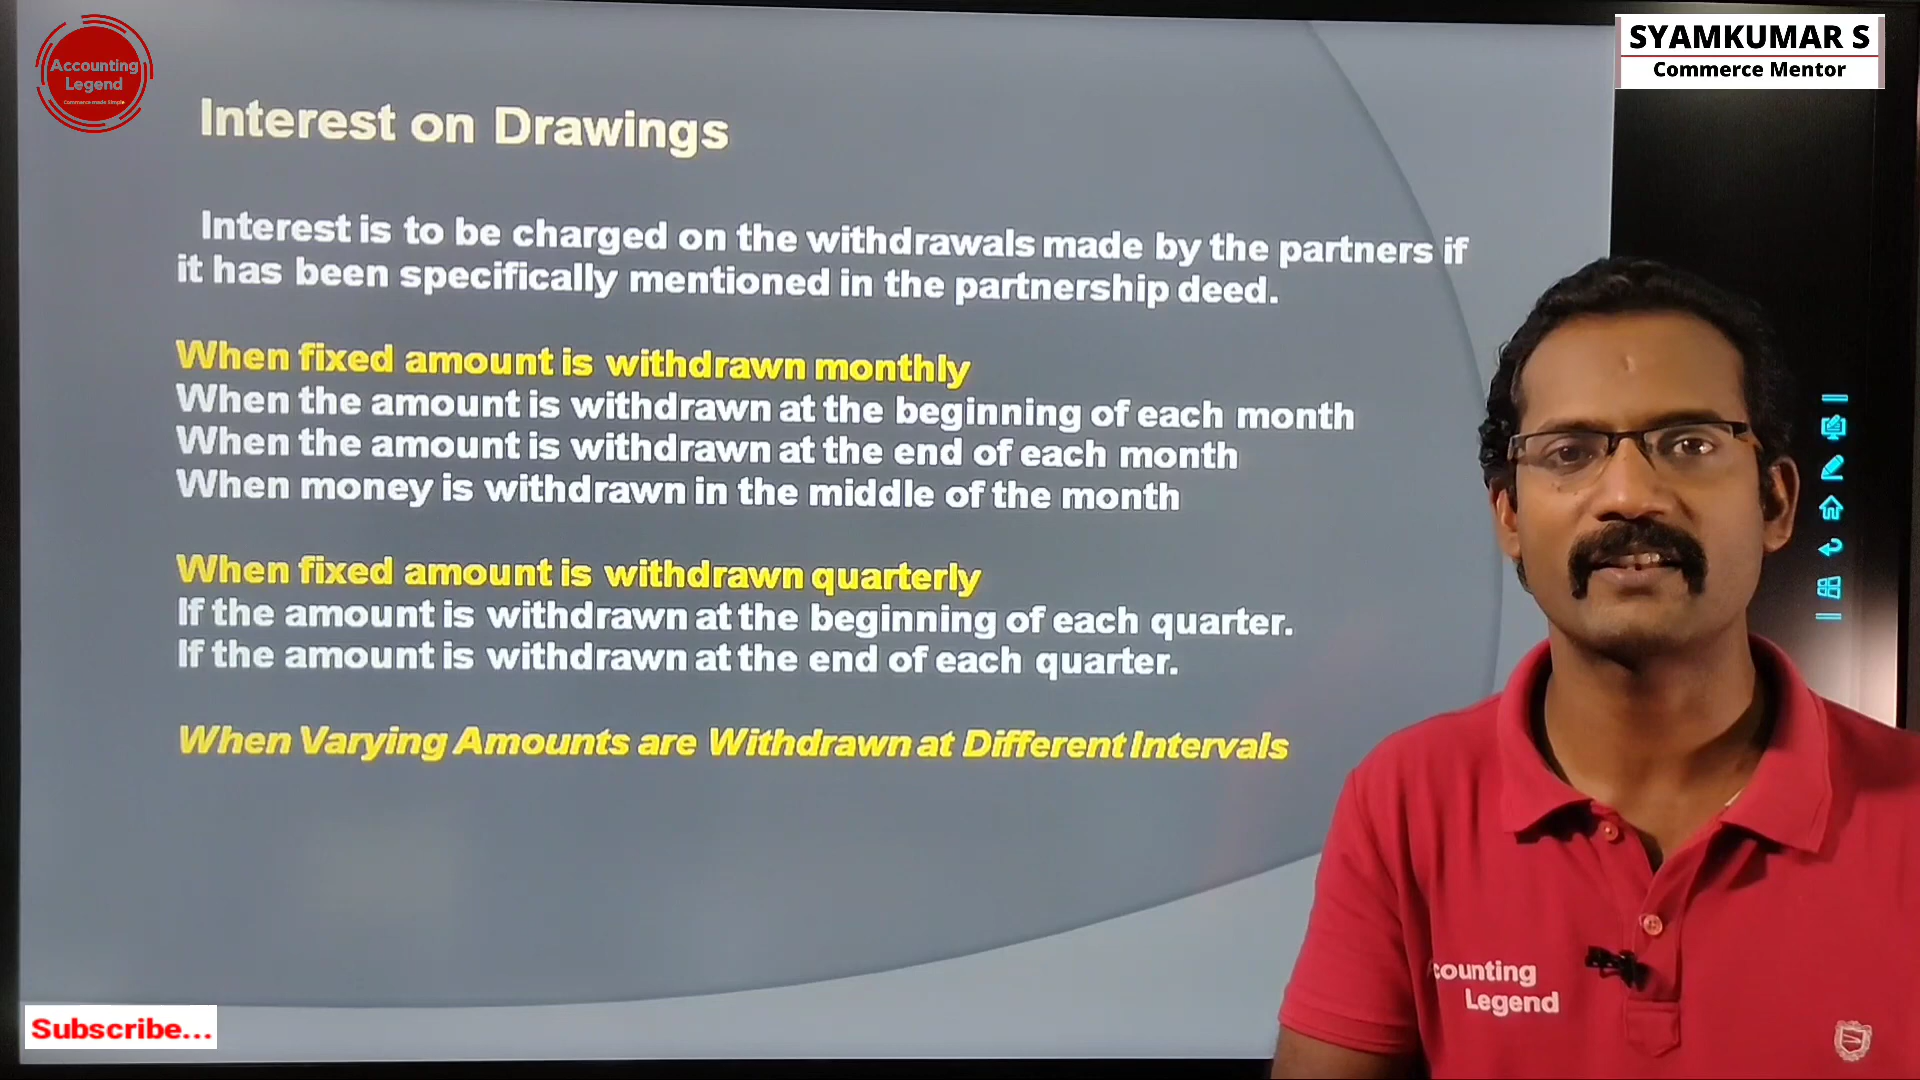 Accounting
Legend
Commerce made Simple
SYAMKUMAR S
Commerce Mentor
Interest on Drawings
Interest is to be charged on the withdrawals made by the partners if
it has been specifically mentioned in the partnership deed.
When fixed amount is withdrawn monthly
When the amount is withdrawn at the beginning of each month
When the amount is withdrawn at the end of each month
When money is withdrawn in the middle of the month
When fixed amount is withdrawn quarterly
If the amount is withdrawn at the beginning of each quarter.
If the amount is withdrawn at the end of each quarter.
When Varying Amounts are Withdrawn at Different Intervals
counting
Legend
Subscribe...